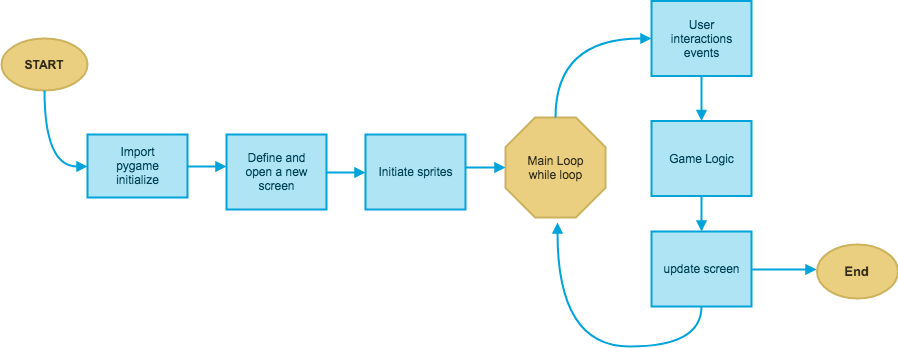 START
Import
pygame
initialize
Define and
open a new
screen
Initiate sprites
Main Loop
while loop
User
interactions
events
Game Logic
update screen
End